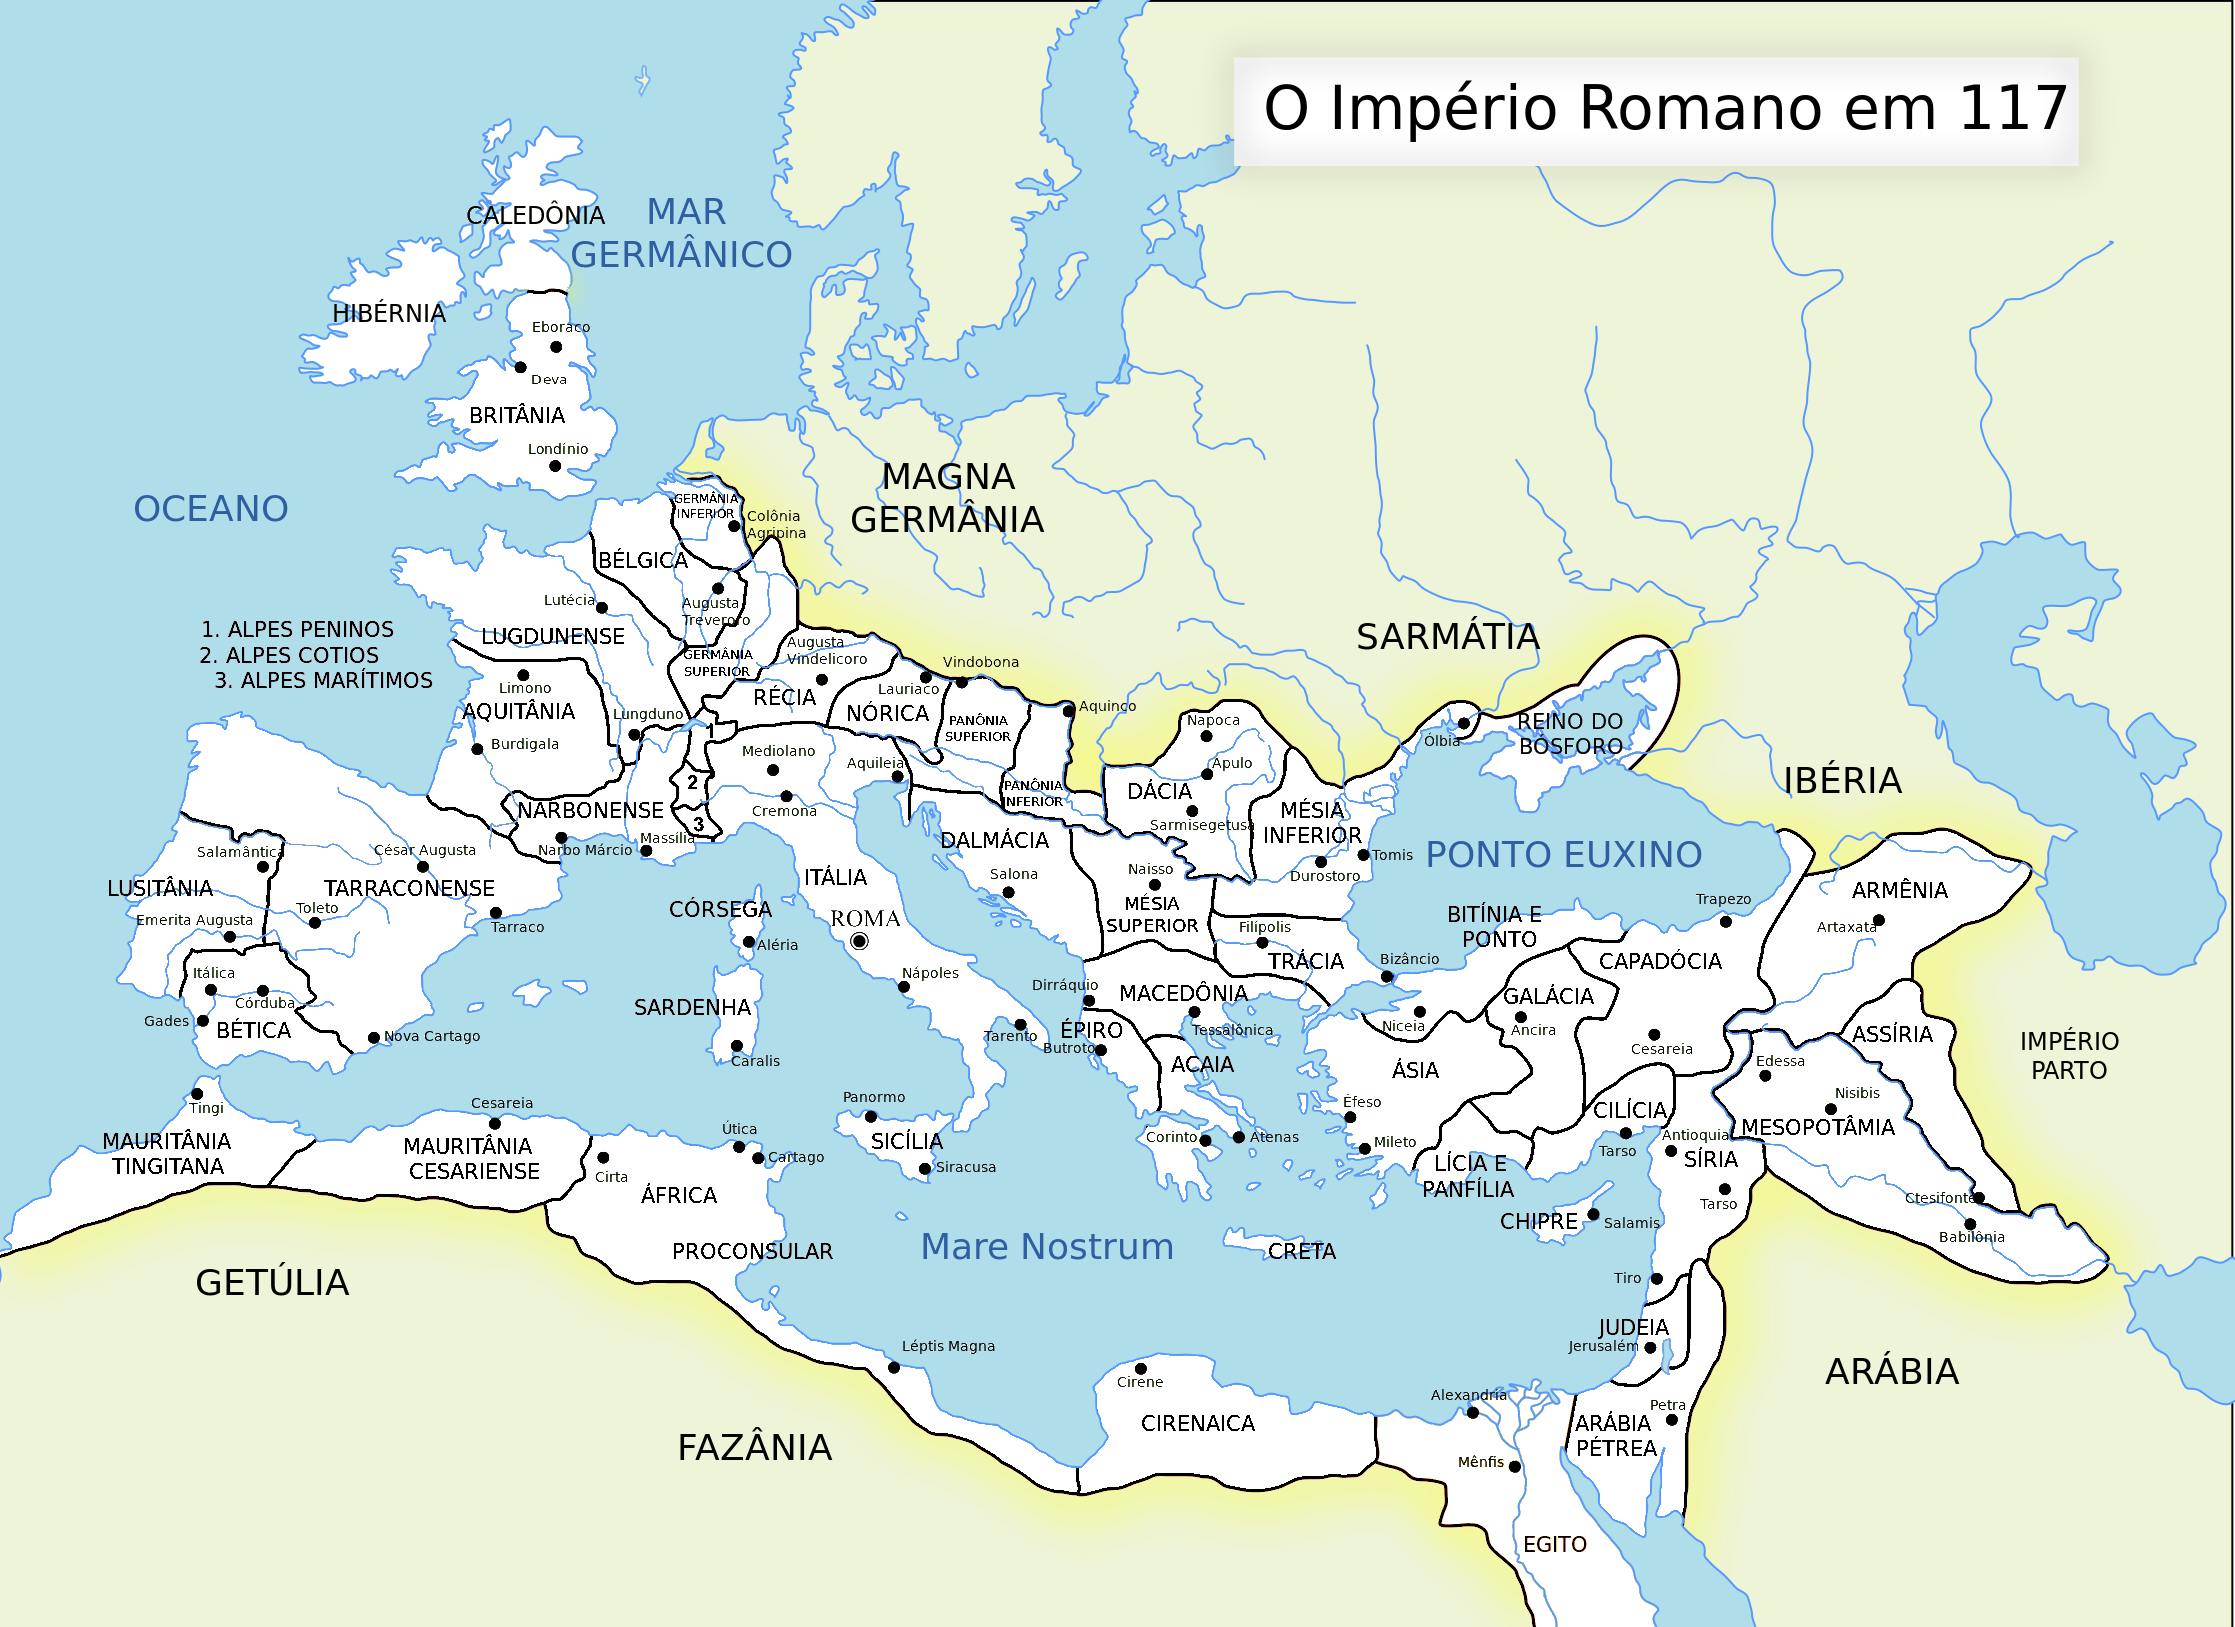 O Império Romano em 117
CALEDÔNIA
MAR
GERMÂNICO
HIBÉRNIA
Eboraco
Deva
BRITÂNIA
Londínio
OCEANO
MAGNA
GERMÂNIA
GERMÂNIA
INFERIOR
Colônia
Agripina
BÉLGICA
Lutécia
Augusta
Treveroro
1. ALPES PENINOS
2. ALPES COTIOS
3. ALPES MARÍTIMOS
LUGDUNENSE
GERMÂNIA
SUPERIOR
Augusta
Vindelicoro
Vindobona
SARMÁTIA
Limono
AQUITÂNIA
Lungduno
RÉCIA
Lauriaco
NÓRICA
PANÔNIA
SUPERIOR
Aquinco
Napoca
Ólbia
REINO DO
BÓSFORO
Burdigala
1
2
3
Mediolano
Aquileia
Cremona
PANÔNIA
INFERIOR
DÁCIA
Apulo
Sarmisegetusa
MÉSIA
INFERIOR
IBÉRIA
NARBONENSE
Narbo Márcio
Massília
DALMÁCIA
Salona
Naisso
MÉSIA
SUPERIOR
Durostoro
Tomis
PONTO EUXINO
Salamântica
César Augusta
LUSITÂNIA
TARRACONENSE
Emerita Augusta
Toleto
Tarraco
ITÁLIA
CÓRSEGA
ROMA
Aléria
ARMÊNIA
Artaxata
Trapezo
BITÍNIA E
PONTO
Filípolis
TRÁCIA
Bizâncio
CAPADÓCIA
Itálica
Córduba
Gades
BÉTICA
Nova Cartago
SARDENHA
Caralis
Nápoles
Tarento
Dirráquio
MACEDÔNIA
Tessalônica
ÉPIRO
Butroto
ACAIA
Niceia
GALÁCIA
Ancira
Cesareia
ÁSIA
ASSÍRIA
IMPÉRIO
PARTO
Edessa
Nisibis
MESOPOTÂMIA
Tingi
MAURITÂNIA
TINGITANA
Cesareia
MAURITÂNIA
CESARIENSE
Cirta
Útica
Cartago
Panormo
SICÍLIA
Siracusa
Corinto
Atenas
Éfeso
Mileto
LÍCIA E
PANFÍLIA
CILÍCIA
Tarso
Antioquia
SÍRIA
Tarso
Ctesifonte
Babilônia
ÁFRICA
PROCONSULAR
Mare Nostrum
CRETA
CHIPRE
Salamis
Tiro
GETÚLIA
JUDEIA
Jerusalém
Léptis Magna
Cirene
CIRENAICA
Alexandria
Mênfis
ARÁBIA
PÉTREA
Petra
ARÁBIA
FAZÂNIA
EGITO